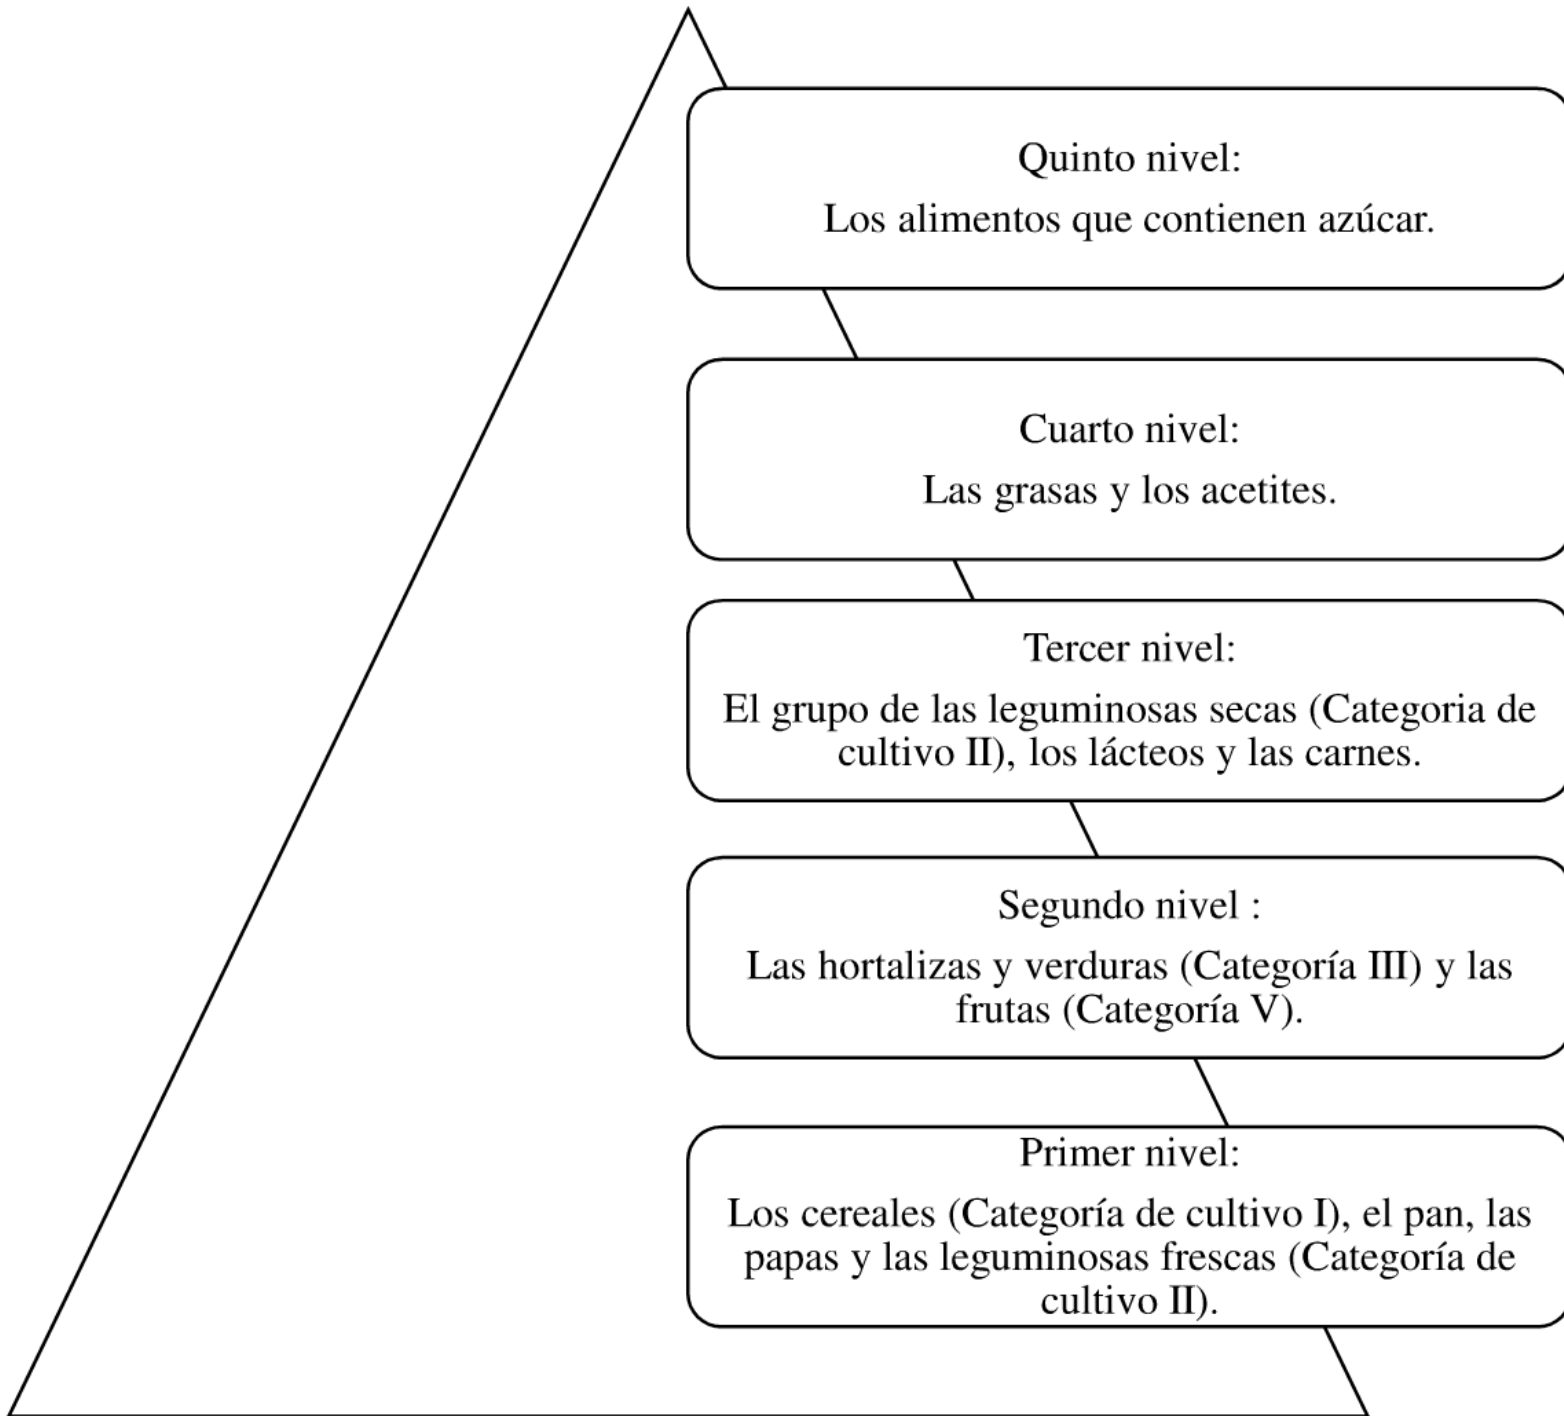 Quinto nivel:
Los alimentos que contienen azúcar.
Cuarto nivel:
Las grasas y los acetites.
Tercer nivel:
El grupo de las leguminosas secas (Categoria de
cultivo II), los lácteos y las carnes.
Segundo nivel :
Las hortalizas y verduras (Categoría III) y las
frutas (Categoría V).
Primer nivel:
Los cereales (Categoría de cultivo I), el pan, las
papas y las leguminosas frescas (Categoría de
cultivo II).